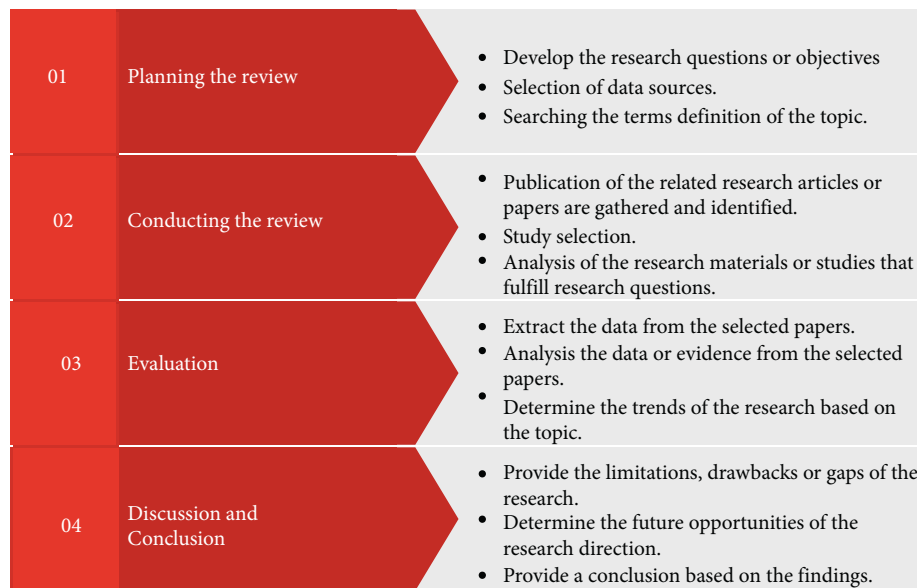 01
Planning the review
• Develop the research questions or objectives
• Selection of data sources.
• Searching the terms definition of the topic.
02
Conducting the review
• Publication of the related research articles or
papers are gathered and identified.
• Study selection.
• Analysis of the research materials or studies that
fulfill research questions.
03
Evaluation
• Extract the data from the selected papers.
• Analysis the data or evidence from the selected
papers.
• Determine the trends of the research based on
the topic.
04
Discussion and
Conclusion
• Provide the limitations, drawbacks or gaps of the
research.
• Determine the future opportunities of the
research direction.
• Provide a conclusion based on the findings.